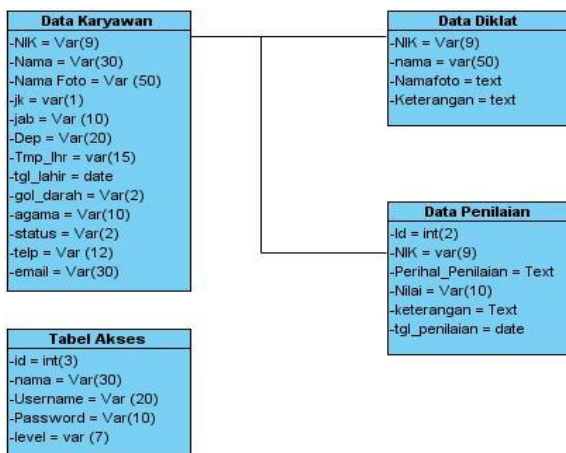 Data Karyawan
-NIK = Var(9)
-Nama = Var(30)
-Nama Foto = Var (50)
-jk = var(1)
-jab = Var (10)
-Dep = Var(20)
-Tmp_lhr = var(15)
-tgl_lahir = date
-gol_darah = Var(2)
-agama = Var(10)
-status = Var(2)
-telp = Var (12)
-email = Var(30)
Data Diklat
-NIK = Var(9)
-nama = var(50)
-Namafoto = text
-Keterangan = text
Data Penilaian
-Id = int(2)
-NIK = var(9)
-Perihal_Penilaian = Text
-Nilai = Var(10)
-keterangan = Text
-tgl_penilaian = date
Tabel Akses
-id = int(3)
-nama = Var(30)
-Username = Var (20)
-Password = Var(10)
-level = var (7)